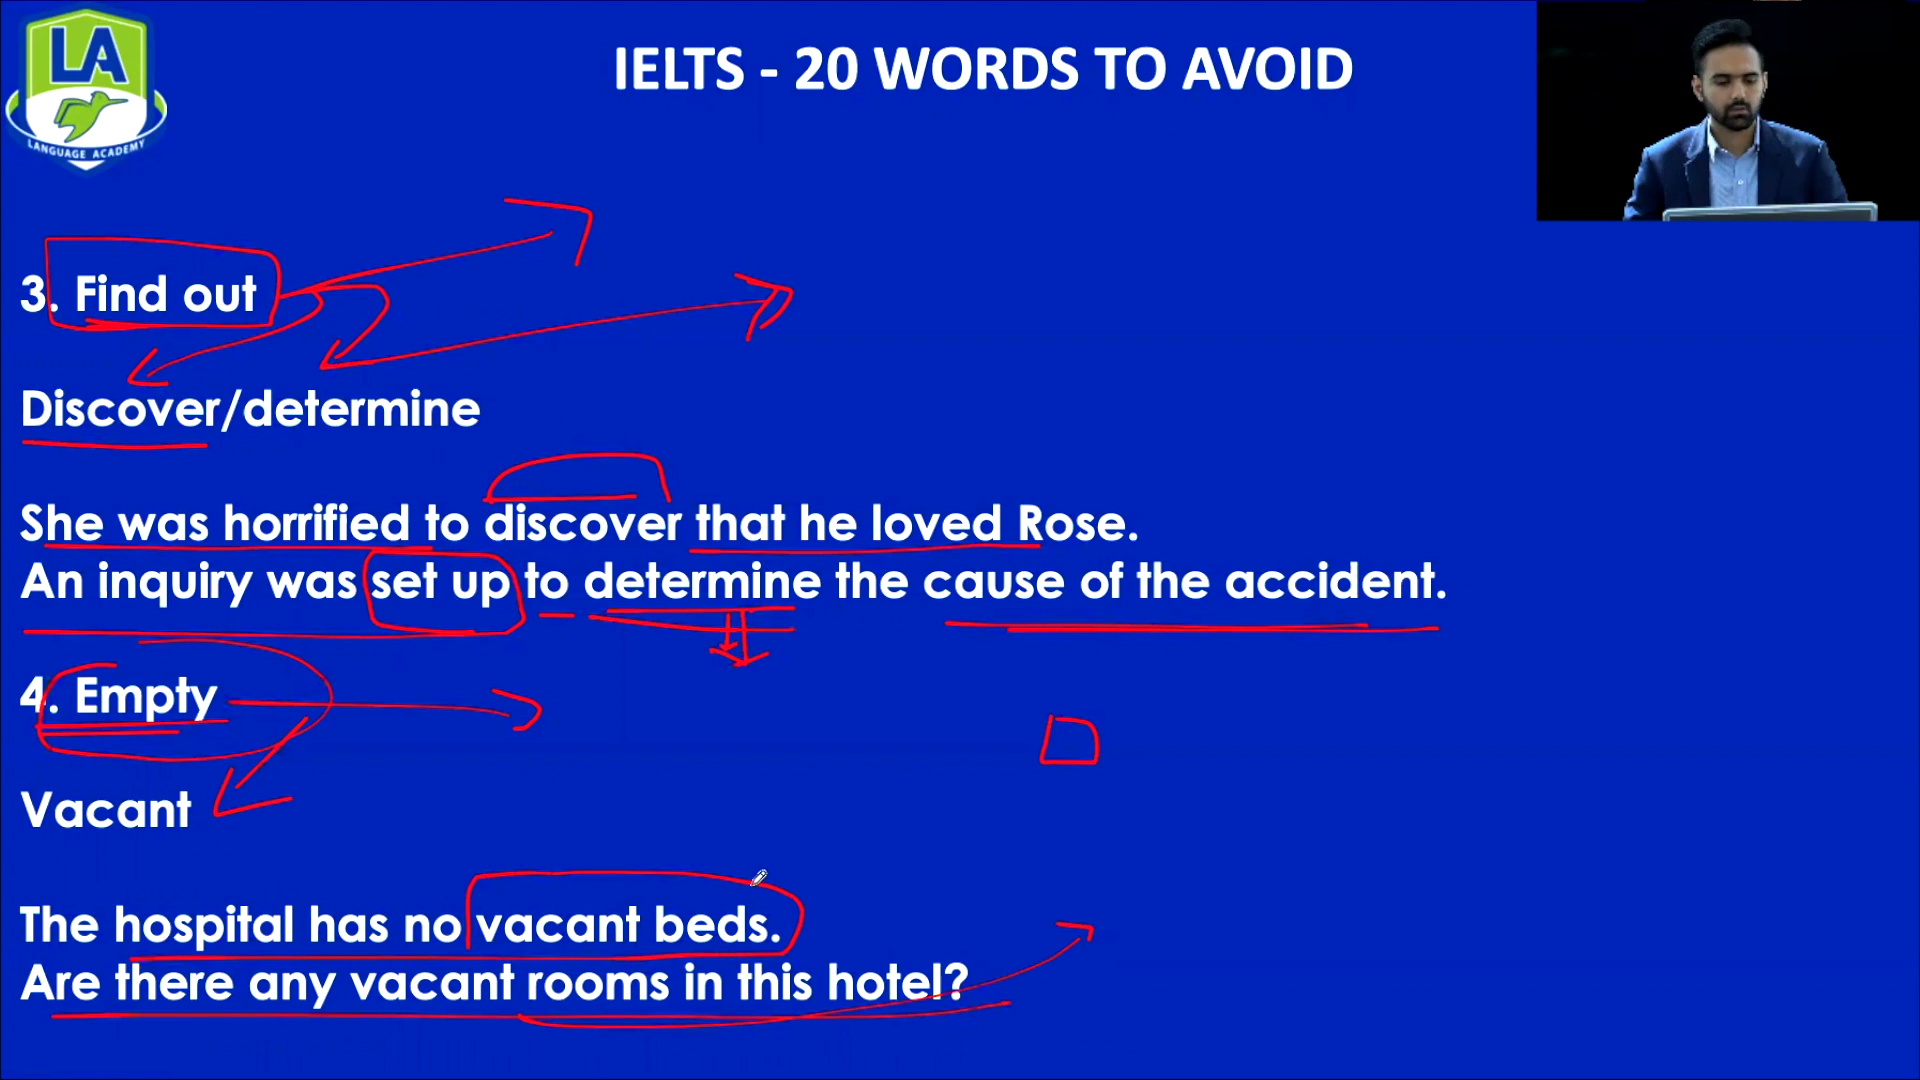 LA
LANGUAGE ACADEMY
IELTS - 20 WORDS TO AVOID
3. Find out
Discover/determine
She was horrified to discover that he loved Rose.
An inquiry was set up to determine the cause of the accident.
4. Empty
Vacant
The hospital has no vacant beds.
Are there any vacant rooms in this hotel?